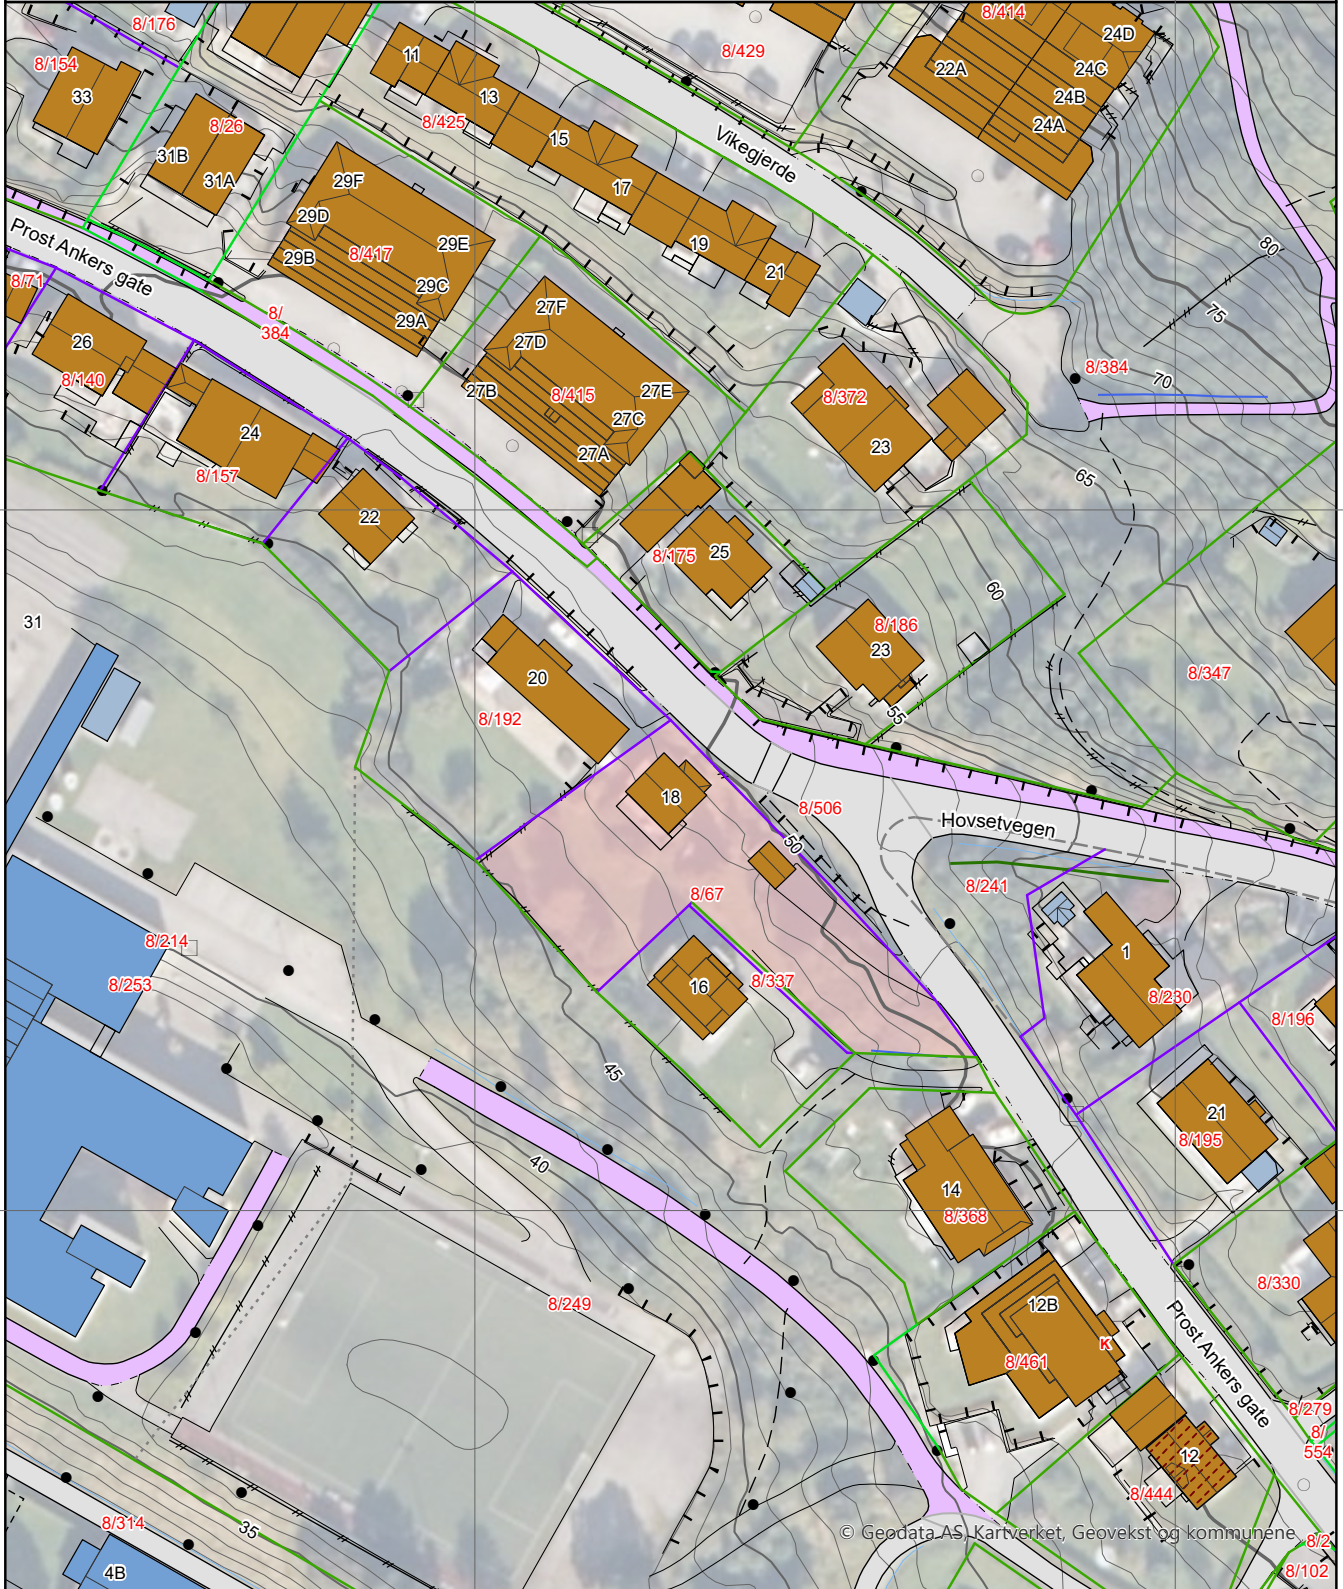 8/176
8/414
24D
8/429
11
8/154
24C
22A
33
13
24B
8/425
8/26
24A
15
Vikegjerde
31B
31A
29F
17
29D
Prost Ankers gate
29E
19
80
8/417
29B
21
8/71
29C
75
27F
8/
384
29A
26
27D
8/384
8/140
70
27B
8/415
27E
8/372
27C
24
23
27A
8/157
65
22
25
8/175
60
31
8/186
23
8/347
20
55
8/192
18
8/506
Hovsetvegen
50
8/241
8/67
8/214
1
8/337
8/253
16
8/230
8/196
45
21
8/195
40
14
8/368
8/330
8/249
12B
Prost Ankers gate
K
8/461
8/279
8/
554
12
8/444
8/314
35
© Geodata AS, Kartverket, Geovekst og kommunene
8/2
4B
8/102